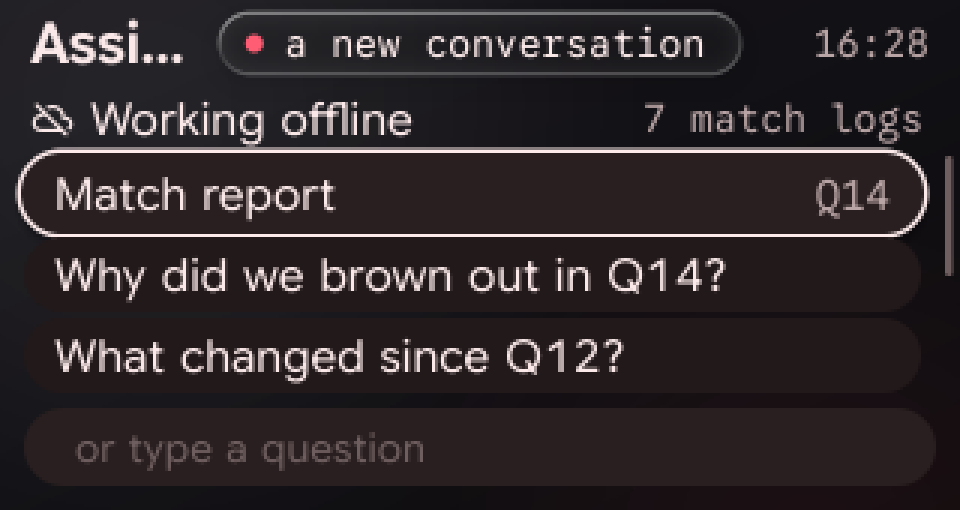 Assi... a new conversation 16:28
Working offline 7 match logs
Match report Q14
Why did we brown out in Q14?
What changed since Q12?
or type a question